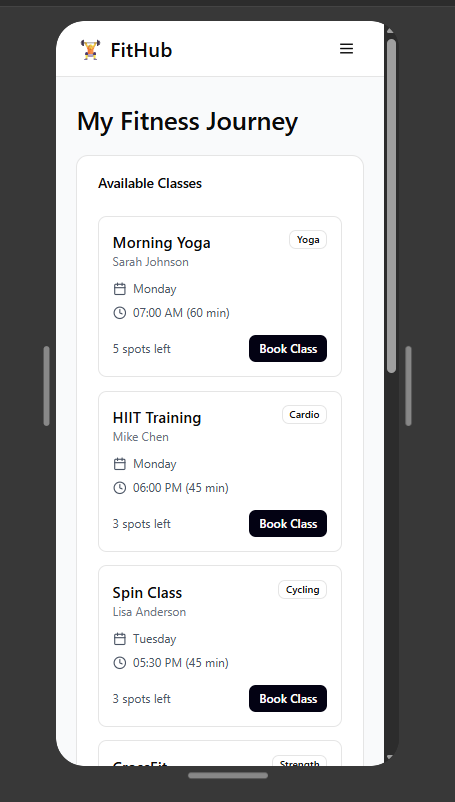 FitHub
My Fitness Journey
Available Classes
Morning Yoga
Yoga
Sarah Johnson
Monday
07:00 AM (60 min)
5 spots left
Book Class
HIIT Training
Cardio
Mike Chen
Monday
06:00 PM (45 min)
3 spots left
Book Class
Spin Class
Cycling
Lisa Anderson
Tuesday
05:30 PM (45 min)
3 spots left
Book Class
CrossFit
Strength